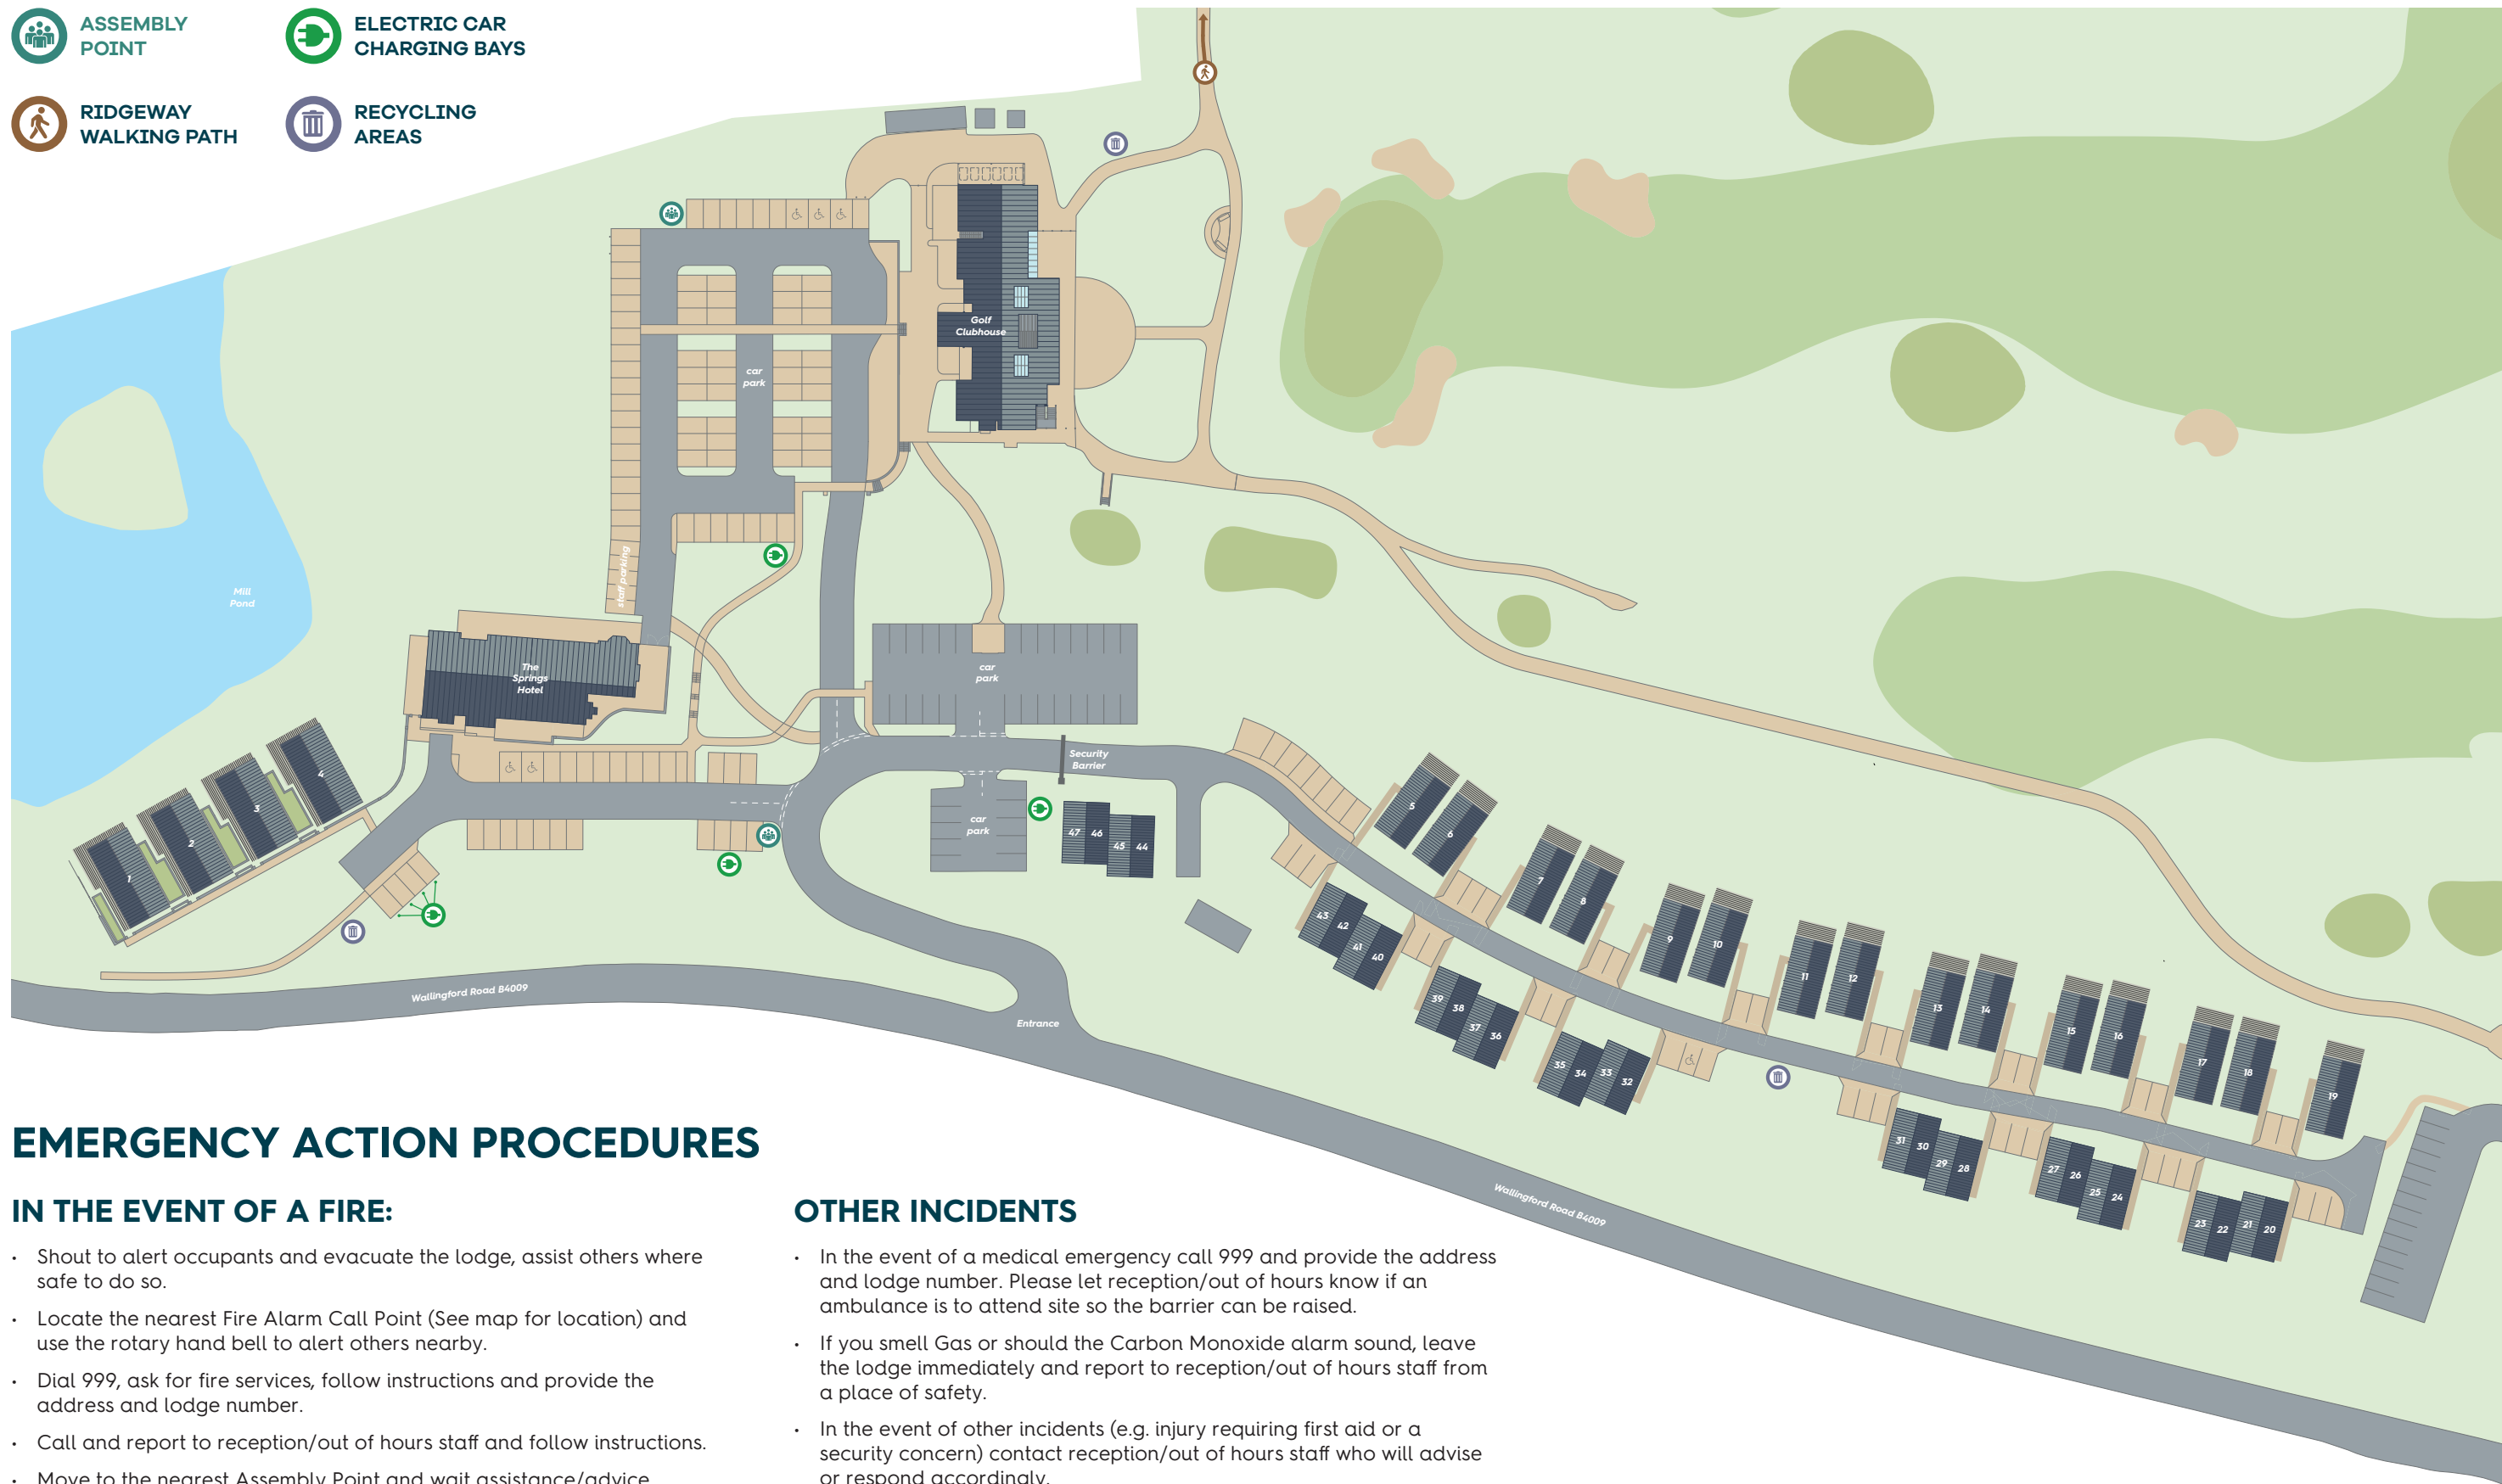 ASSEMBLY
POINT
ELECTRIC CAR
CHARGING BAYS
RIDGEWAY
WALKING PATH
RECYCLING
AREAS
Golf
Clubhouse
car
park
staff parking
Mill
Pond
The
Springs
Hotel
car
park
Security
Barrier
car
park
1
2
3
4
47 46
45 44
5
6
7
8
9
10
11
12
13
14
15
16
17
18
19
43
42
41
40
39
38
37
36
35
34
33
32
31
30
29
28
27
26
25
24
23
22
21
20
Wallingford Road B4009
Entrance
Wallingford Road B4009
EMERGENCY ACTION PROCEDURES
IN THE EVENT OF A FIRE:
• Shout to alert occupants and evacuate the lodge, assist others where
safe to do so.
• Locate the nearest Fire Alarm Call Point (See map for location) and
use the rotary hand bell to alert others nearby.
• Dial 999, ask for fire services, follow instructions and provide the
address and lodge number.
• Call and report to reception/out of hours staff and follow instructions.
• Move to the nearest Assembly Point and wait assistance/advice
OTHER INCIDENTS
• In the event of a medical emergency call 999 and provide the address
and lodge number. Please let reception/out of hours know if an
ambulance is to attend site so the barrier can be raised.
• If you smell Gas or should the Carbon Monoxide alarm sound, leave
the lodge immediately and report to reception/out of hours staff from
a place of safety.
• In the event of other incidents (e.g. injury requiring first aid or a
security concern) contact reception/out of hours staff who will advise
or respond accordingly.